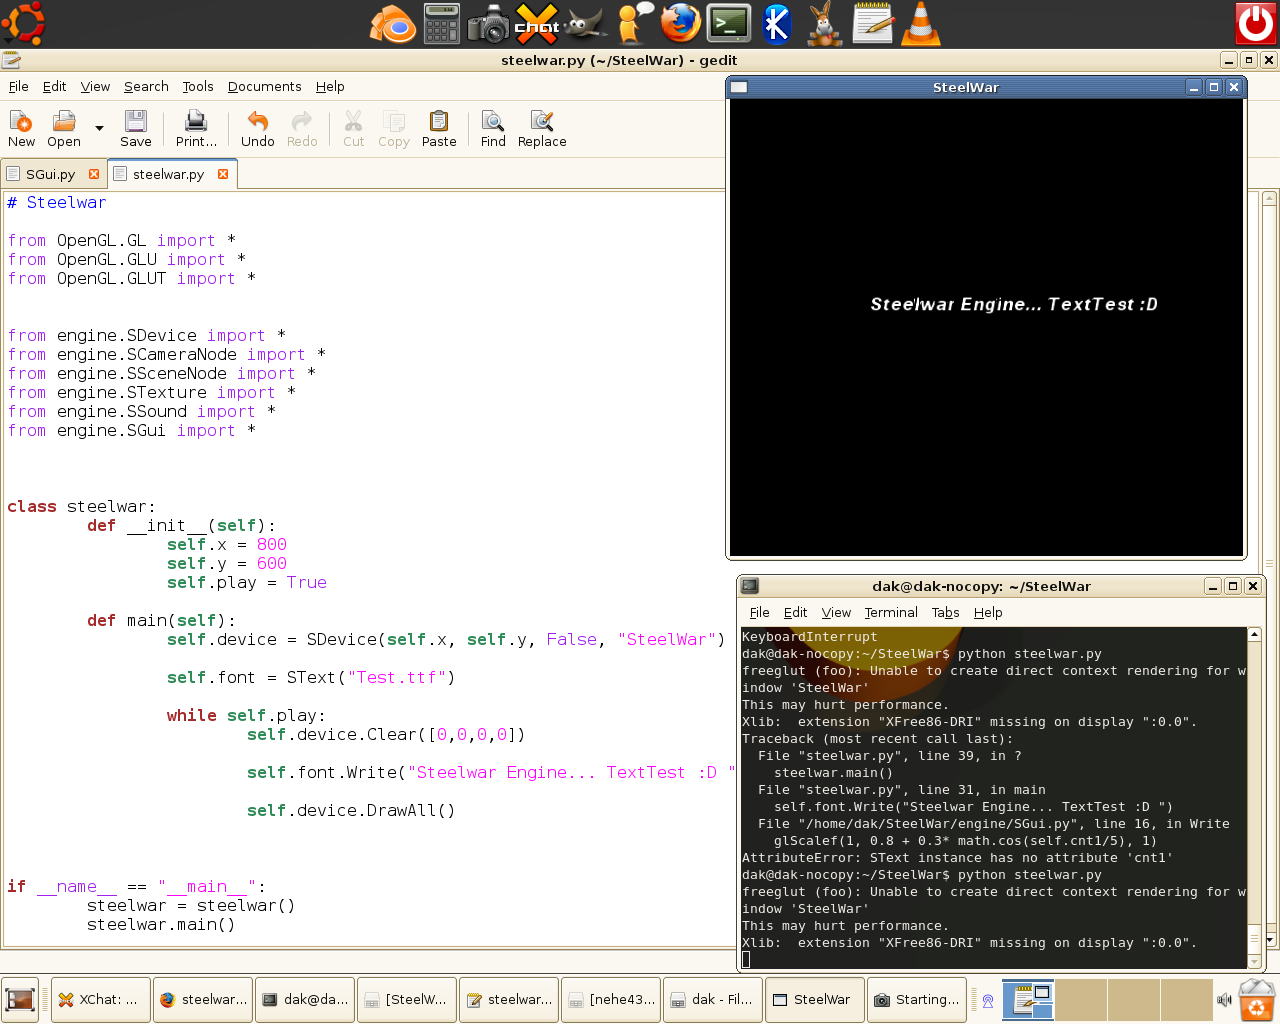 chat
steelwar.py (~/SteelWar) - gedit
File Edit View Search Tools Documents Help
New Open Save Print... Undo Redo Cut Copy Paste Find Replace
SGui.py steelwar.py
# Steelwar
from OpenGL.GL import *
from OpenGL.GLU import *
from OpenGL.GLUT import *
from engine.SDevice import *
from engine.SCameraNode import *
from engine.SSceneNode import *
from engine.STexture import *
from engine.SSound import *
from engine.SGui import *
class steelwar:
def __init__(self):
self.x = 800
self.y = 600
self.play = True
def main(self):
self.device = SDevice(self.x, self.y, False, "SteelWar")
self.font = SText("Test.ttf")
while self.play:
self.device.Clear([0,0,0,0])
self.font.Write("Steelwar Engine... TextTest :D "
self.device.DrawAll()
if __name__ == "__main__":
steelwar = steelwar()
steelwar.main()
SteelWar
Steelwar Engine... TextTest :D
dak@dak-nocopy: ~/SteelWar
File Edit View Terminal Tabs Help
KeyboardInterrupt
dak@dak-nocopy:~/SteelWar$ python steelwar.py
freeglut (foo): Unable to create direct context rendering for w
indow 'SteelWar'
This may hurt performance.
Xlib:  extension "XFree86-DRI" missing on display ":0.0".
Traceback (most recent call last):
File "steelwar.py", line 39, in ?
steelwar.main()
File "steelwar.py", line 31, in main
self.font.Write("Steelwar Engine... TextTest :D ")
File "/home/dak/SteelWar/engine/SGui.py", line 16, in Write
glScalef(1, 0.8 + 0.3* math.cos(self.cnt1/5), 1)
AttributeError: SText instance has no attribute 'cnt1'
dak@dak-nocopy:~/SteelWar$ python steelwar.py
freeglut (foo): Unable to create direct context rendering for w
indow 'SteelWar'
This may hurt performance.
Xlib:  extension "XFree86-DRI" missing on display ":0.0".
XChat: ... steelwar... dak@da... [SteelW... steelwar... [nehe43... dak - Fil... SteelWar Starting...